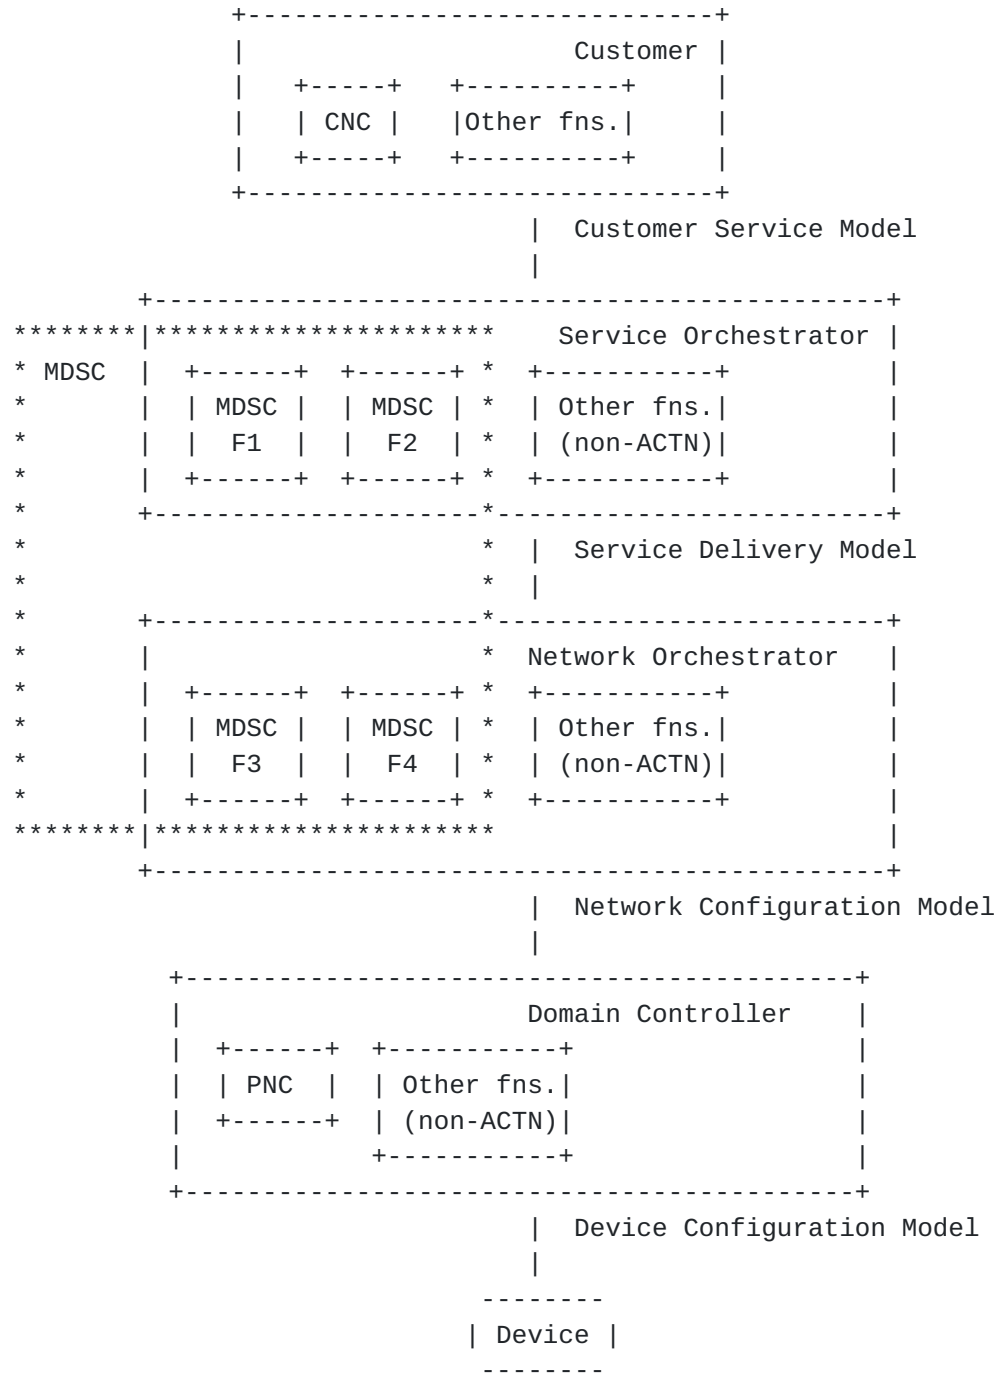 Customer
CNC Other fns.
Customer Service Model
Service Orchestrator
MDSC
MDSC MDSC Other fns.
F1 F2 (non-ACTN)
Service Delivery Model
Network Orchestrator
MDSC MDSC Other fns.
F3 F4 (non-ACTN)
Network Configuration Model
Domain Controller
PNC Other fns.
(non-ACTN)
Device Configuration Model
Device